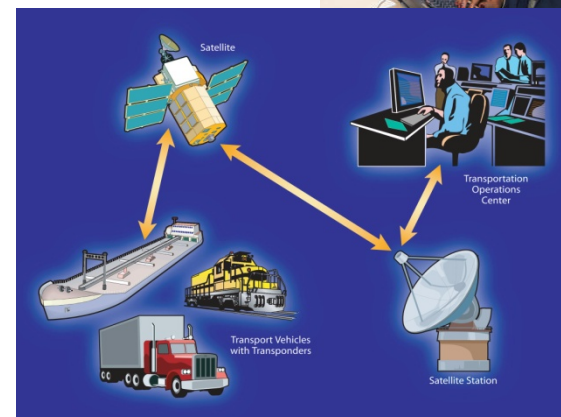 Satellite
Transportation
Operations
Center
Transport Vehicles
with Transponders
Satellite Station